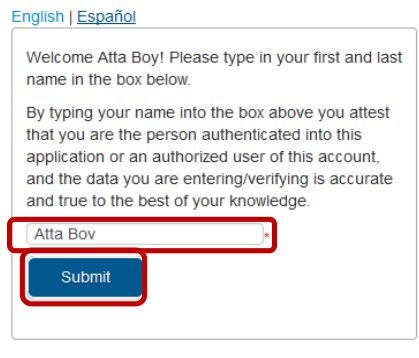 English | Español
Welcome Atta Boy! Please type in your first and last
name in the box below.
By typing your name into the box above you attest
that you are the person authenticated into this
application or an authorized user of this account,
and the data you are entering/verifying is accurate
and true to the best of your knowledge.
Atta Boy *
Submit